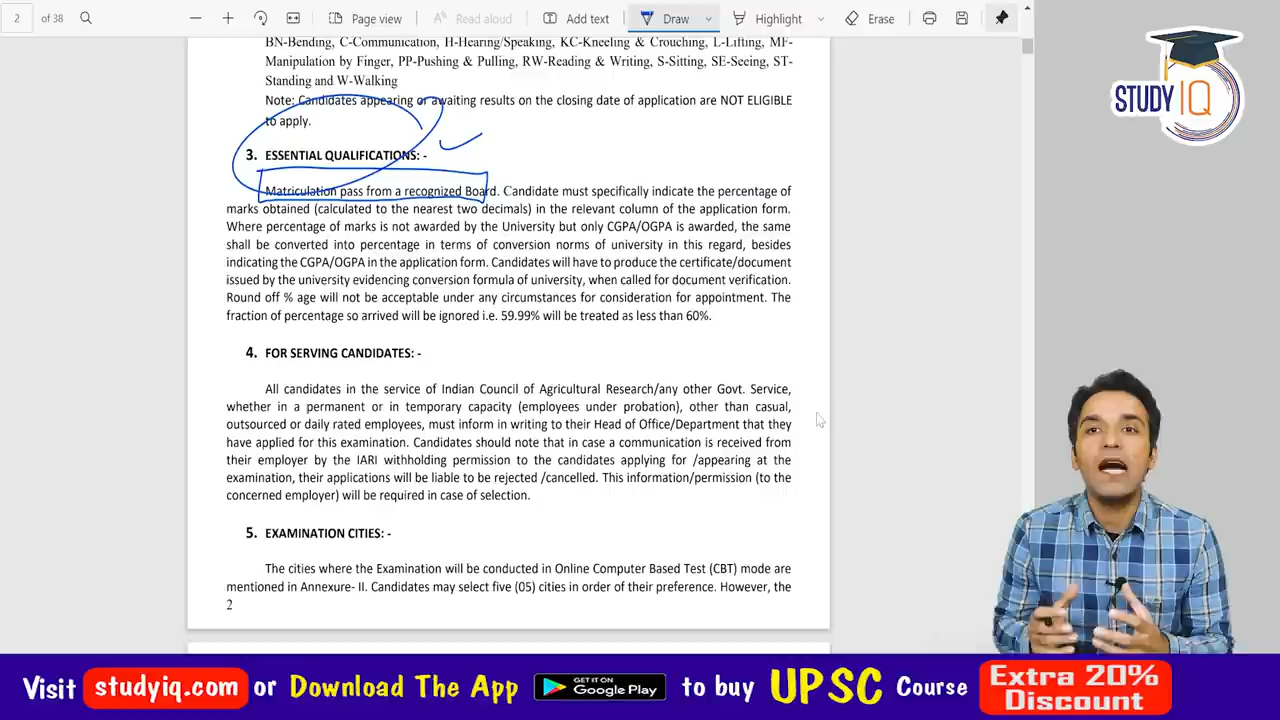 2 of 38 Page view Read aloud Add text Draw Highlight Erase
BN-Bending, C-Communication, H-Hearing/Speaking, KC-Kneeling & Crouching, L-Lifting, MF-
Manipulation by Finger, PP-Pushing & Pulling, RW-Reading & Writing, S-Sitting, SE-Seeing, ST-
Standing and W-Walking
Note: Candidates appearing or awaiting results on the closing date of application are NOT ELIGIBLE
to apply.
3. ESSENTIAL QUALIFICATIONS: -
Matriculation pass from a recognized Board. Candidate must specifically indicate the percentage of
marks obtained (calculated to the nearest two decimals) in the relevant column of the application form.
Where percentage of marks is not awarded by the University but only CGPA/OGPA is awarded, the same
shall be converted into percentage in terms of conversion norms of university in this regard, besides
indicating the CGPA/OGPA in the application form. Candidates will have to produce the certificate/document
issued by the university evidencing conversion formula of university, when called for document verification.
Round off % age will not be acceptable under any circumstances for consideration for appointment. The
fraction of percentage so arrived will be ignored i.e. 59.99% will be treated as less than 60%.
4. FOR SERVING CANDIDATES: -
All candidates in the service of Indian Council of Agricultural Research/any other Govt. Service,
whether in a permanent or in temporary capacity (employees under probation), other than casual,
outsourced or daily rated employees, must inform in writing to their Head of Office/Department that they
have applied for this examination. Candidates should note that in case a communication is received from
their employer by the IARI withholding permission to the candidates applying for /appearing at the
examination, their applications will be liable to be rejected /cancelled. This information/permission (to the
concerned employer) will be required in case of selection.
5. EXAMINATION CITIES: -
The cities where the Examination will be conducted in Online Computer Based Test (CBT) mode are
mentioned in Annexure- II. Candidates may select five (05) cities in order of their preference. However, the
2
STUDY IQ
Visit studyiq.com or Download The App GET IT ON Google Play to buy UPSC Course Extra 20% Discount